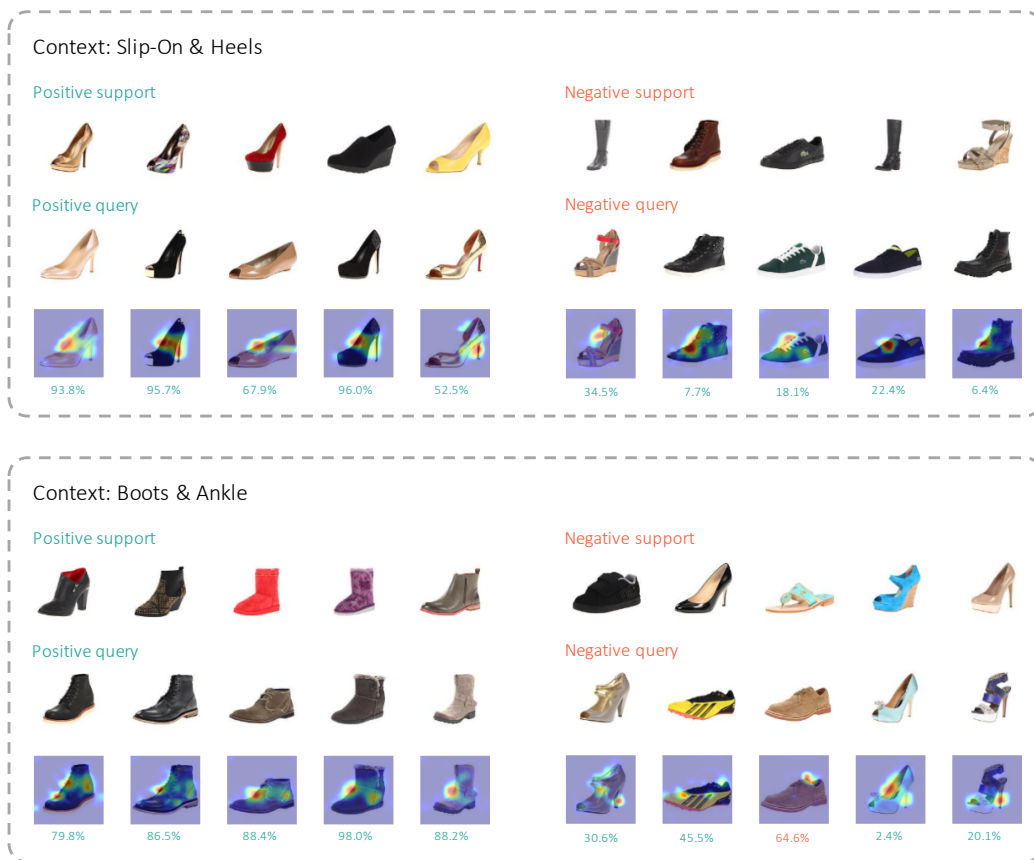 Context: Slip-On & Heels
Positive support
Negative support
Positive query
Negative query
93.8% 95.7% 67.9% 96.0% 52.5%
34.5% 7.7% 18.1% 22.4% 6.4%
Context: Boots & Ankle
Positive support
Negative support
Positive query
Negative query
79.8% 86.5% 88.4% 98.0% 88.2%
30.6% 45.5% 64.6% 2.4% 20.1%